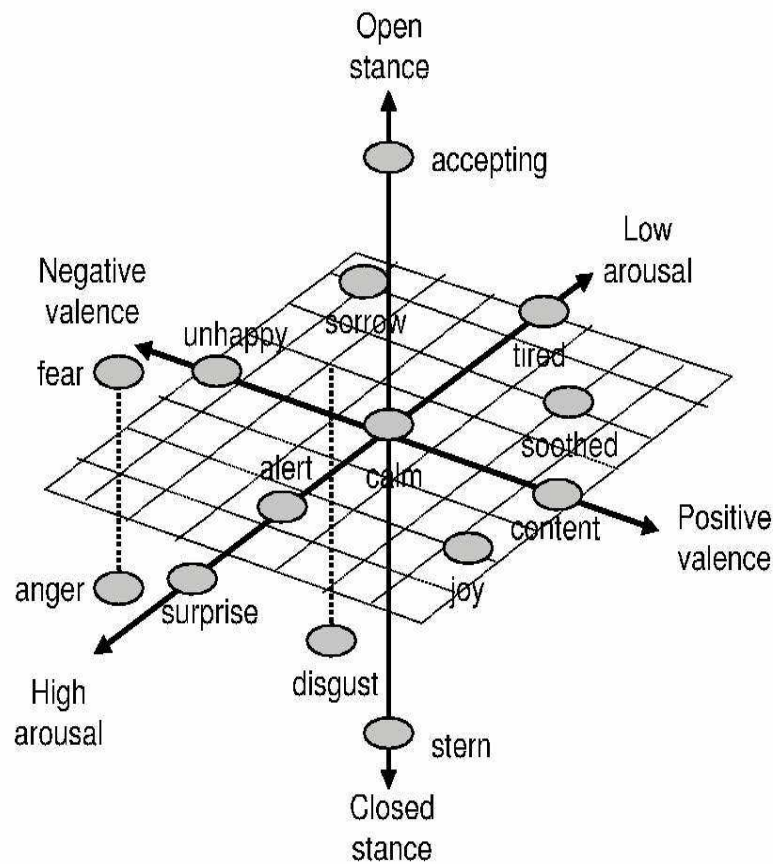 Open
stance
accepting
Low
arousal
Negative
valence
unhappy
sorrow
fear
tired
soothed
alert
calm
content
Positive
valence
anger
surprise
joy
disgust
High
arousal
stern
Closed
stance